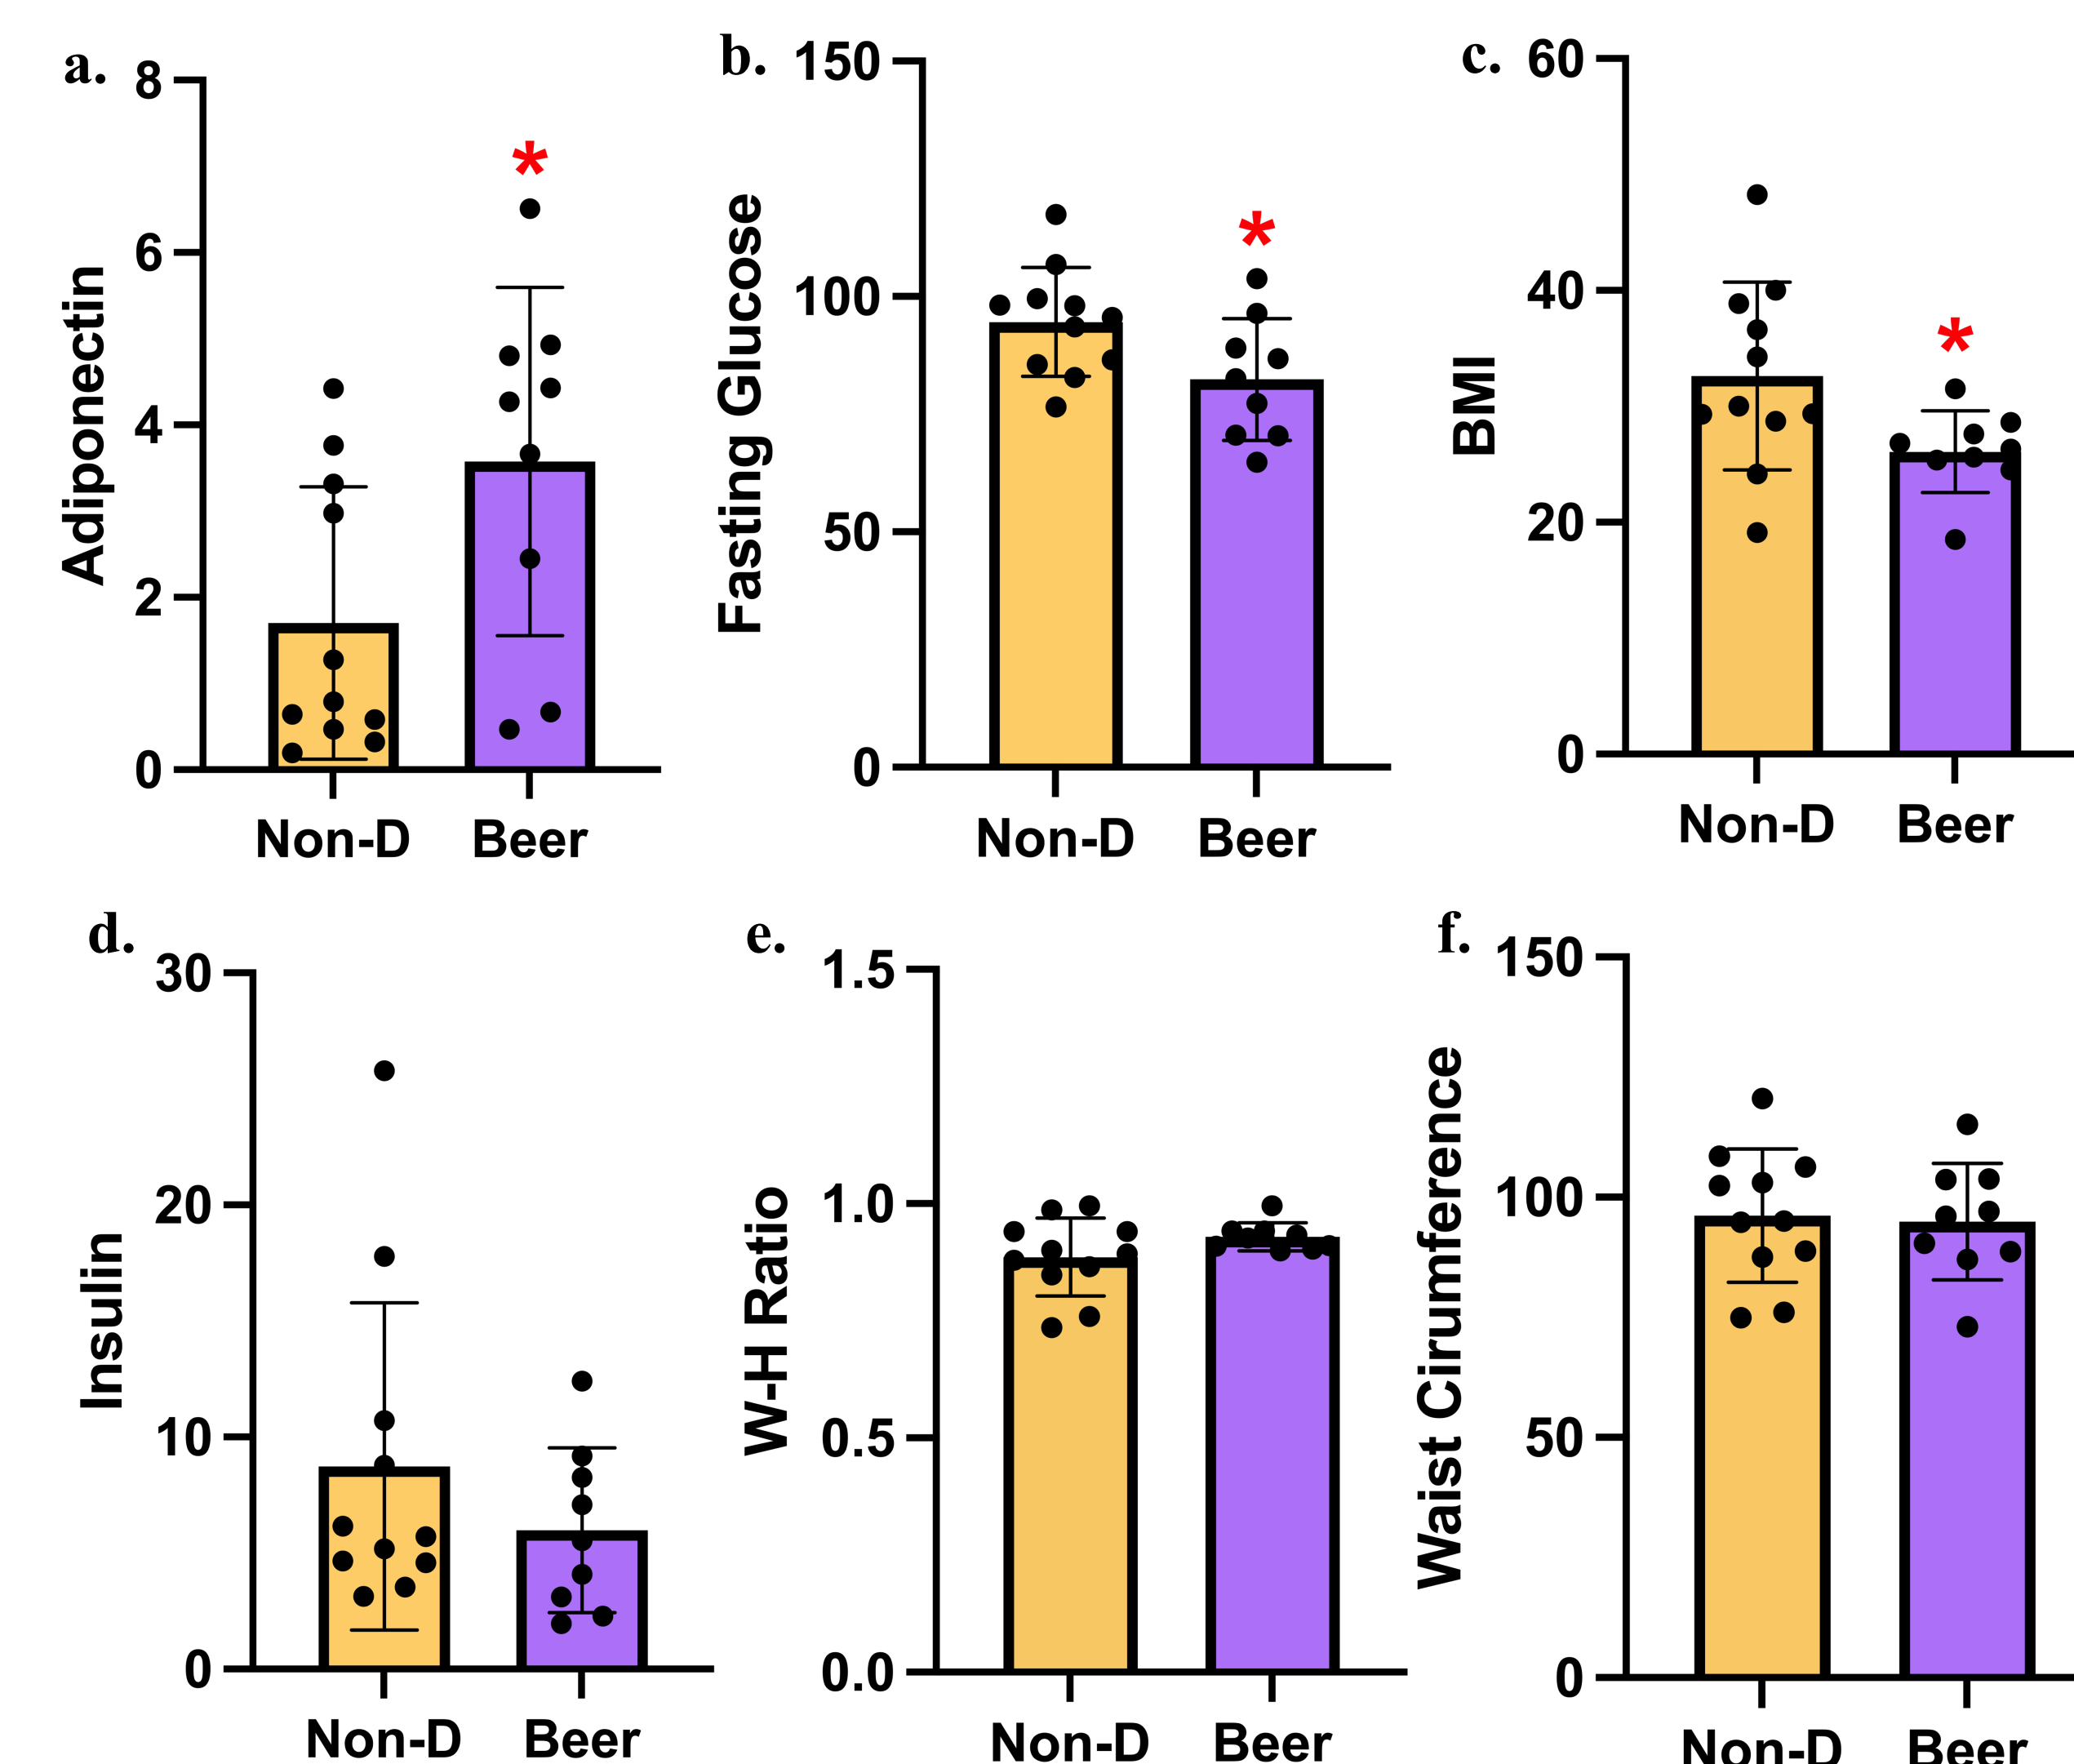 a.
8
6
4
2
0
Adiponectin
*
Non-D
Beer
b.
150
100
50
0
Fasting Glucose
*
Non-D
Beer
c.
60
40
20
0
BMI
*
Non-D
Beer
d.
30
20
10
0
Insulin
Non-D
Beer
e.
1.5
1.0
0.5
0.0
W-H Ratio
Non-D
Beer
f.
150
100
50
0
Waist Cirumference
Non-D
Beer